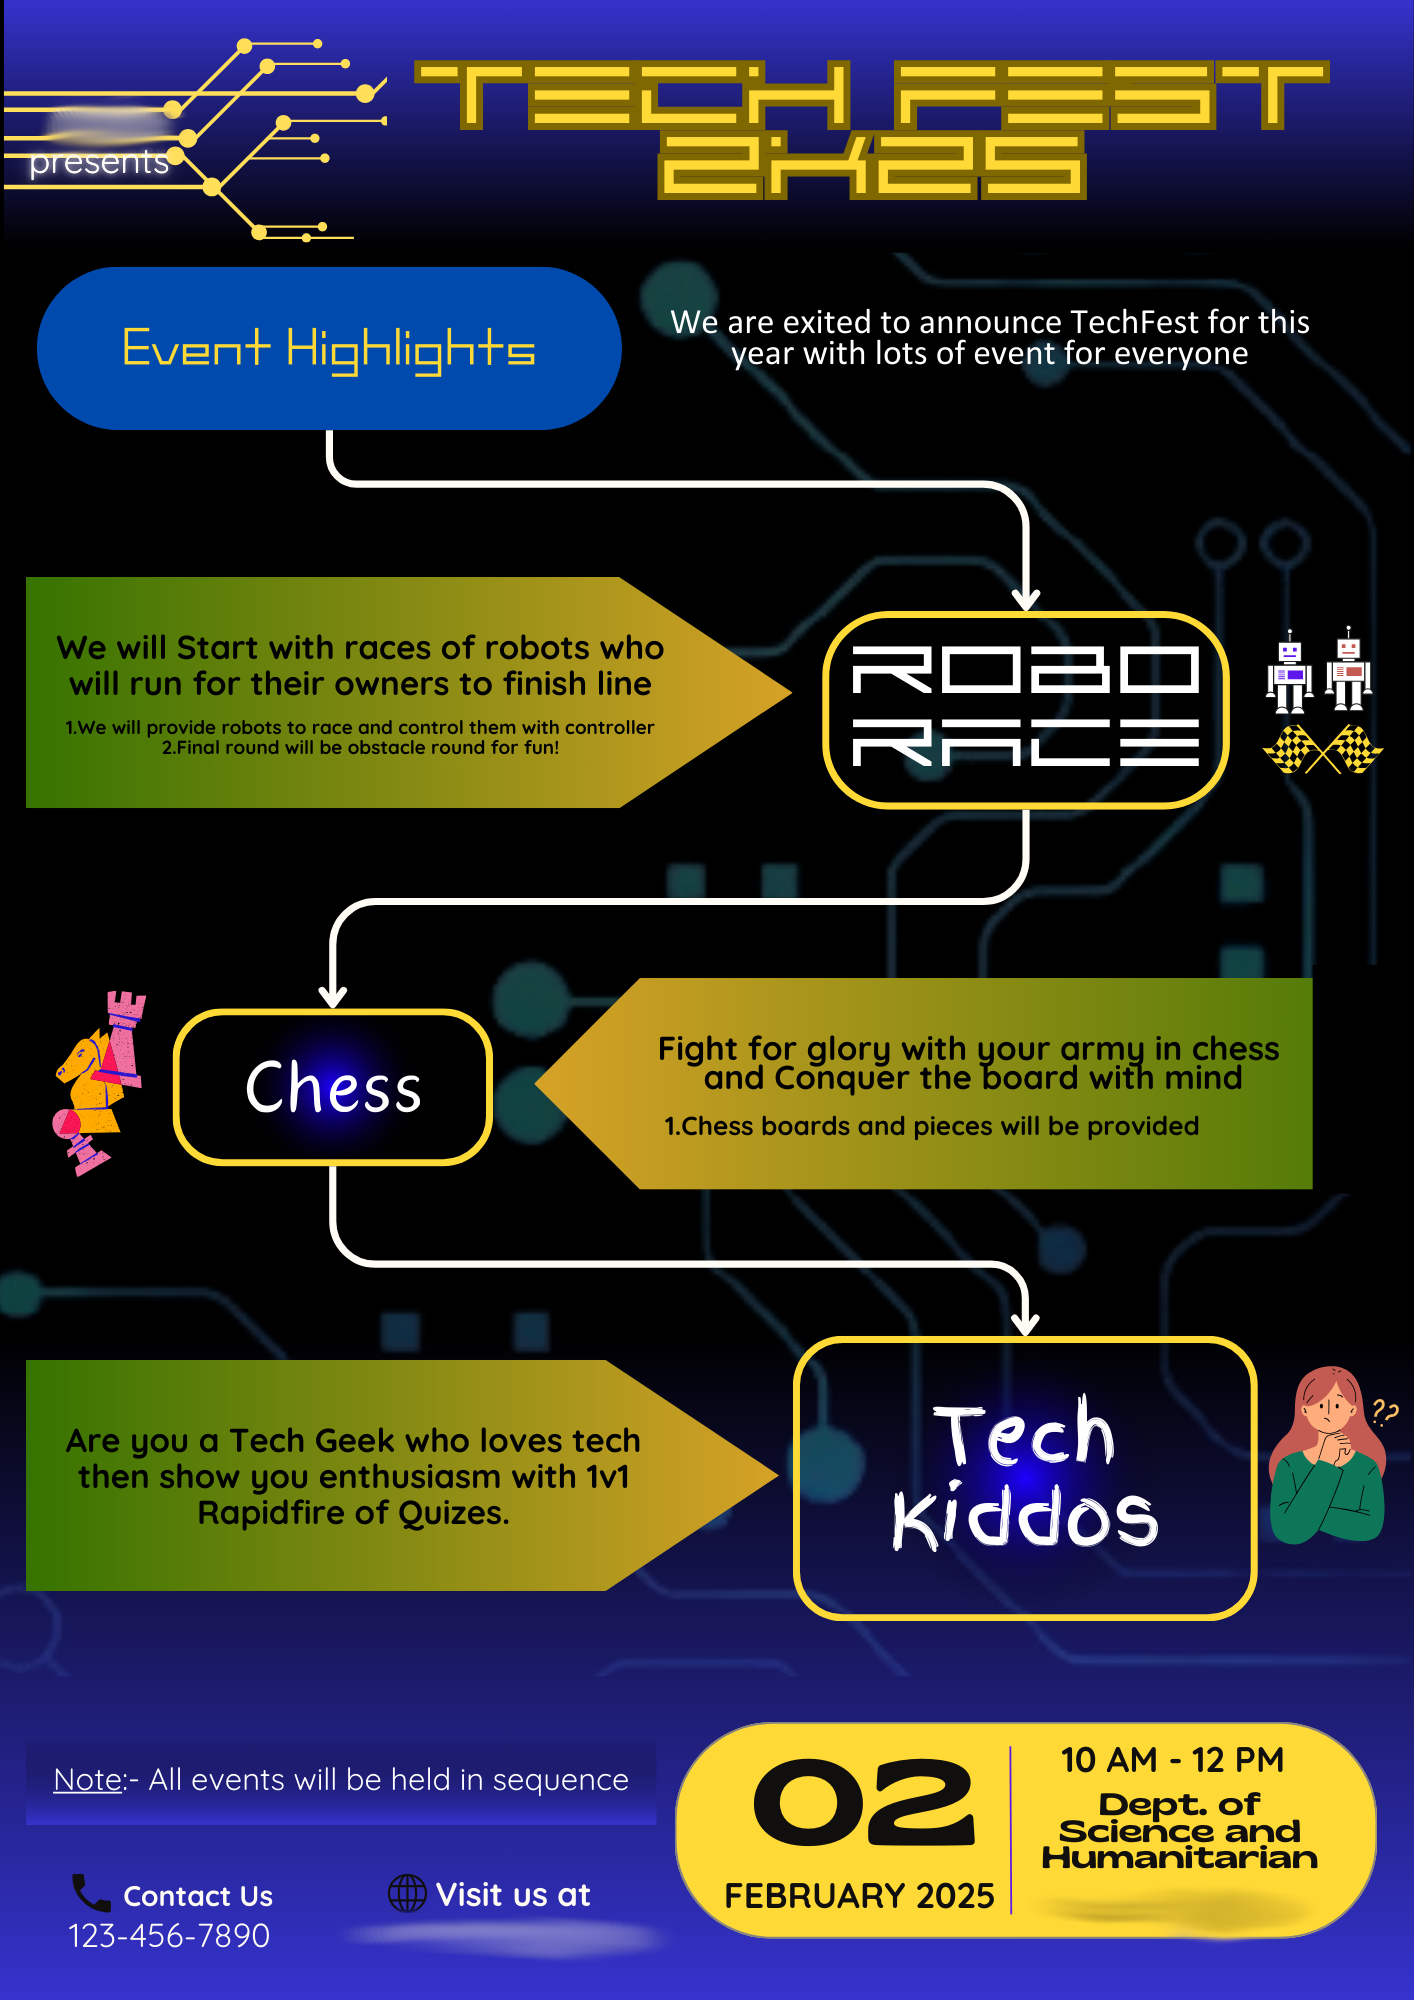 presents
TECH FEST
2K25
Event Highlights
We are exited to announce TechFest for this
year with lots of event for everyone
We will Start with races of robots who
will run for their owners to finish line
1.We will provide robots to race and control them with controller
2.Final round will be obstacle round for fun!
ROBO
RACE
Chess
Fight for glory with your army in chess
and Conquer the board with mind
1.Chess boards and pieces will be provided
Are you a Tech Geek who loves tech
then show you enthusiasm with 1v1
Rapidfire of Quizes.
Tech
Kiddos
??
Note:- All events will be held in sequence
Contact Us
123-456-7890
Visit us at
02
FEBRUARY 2025
10 AM - 12 PM
Dept. of
Science and
Humanitarian